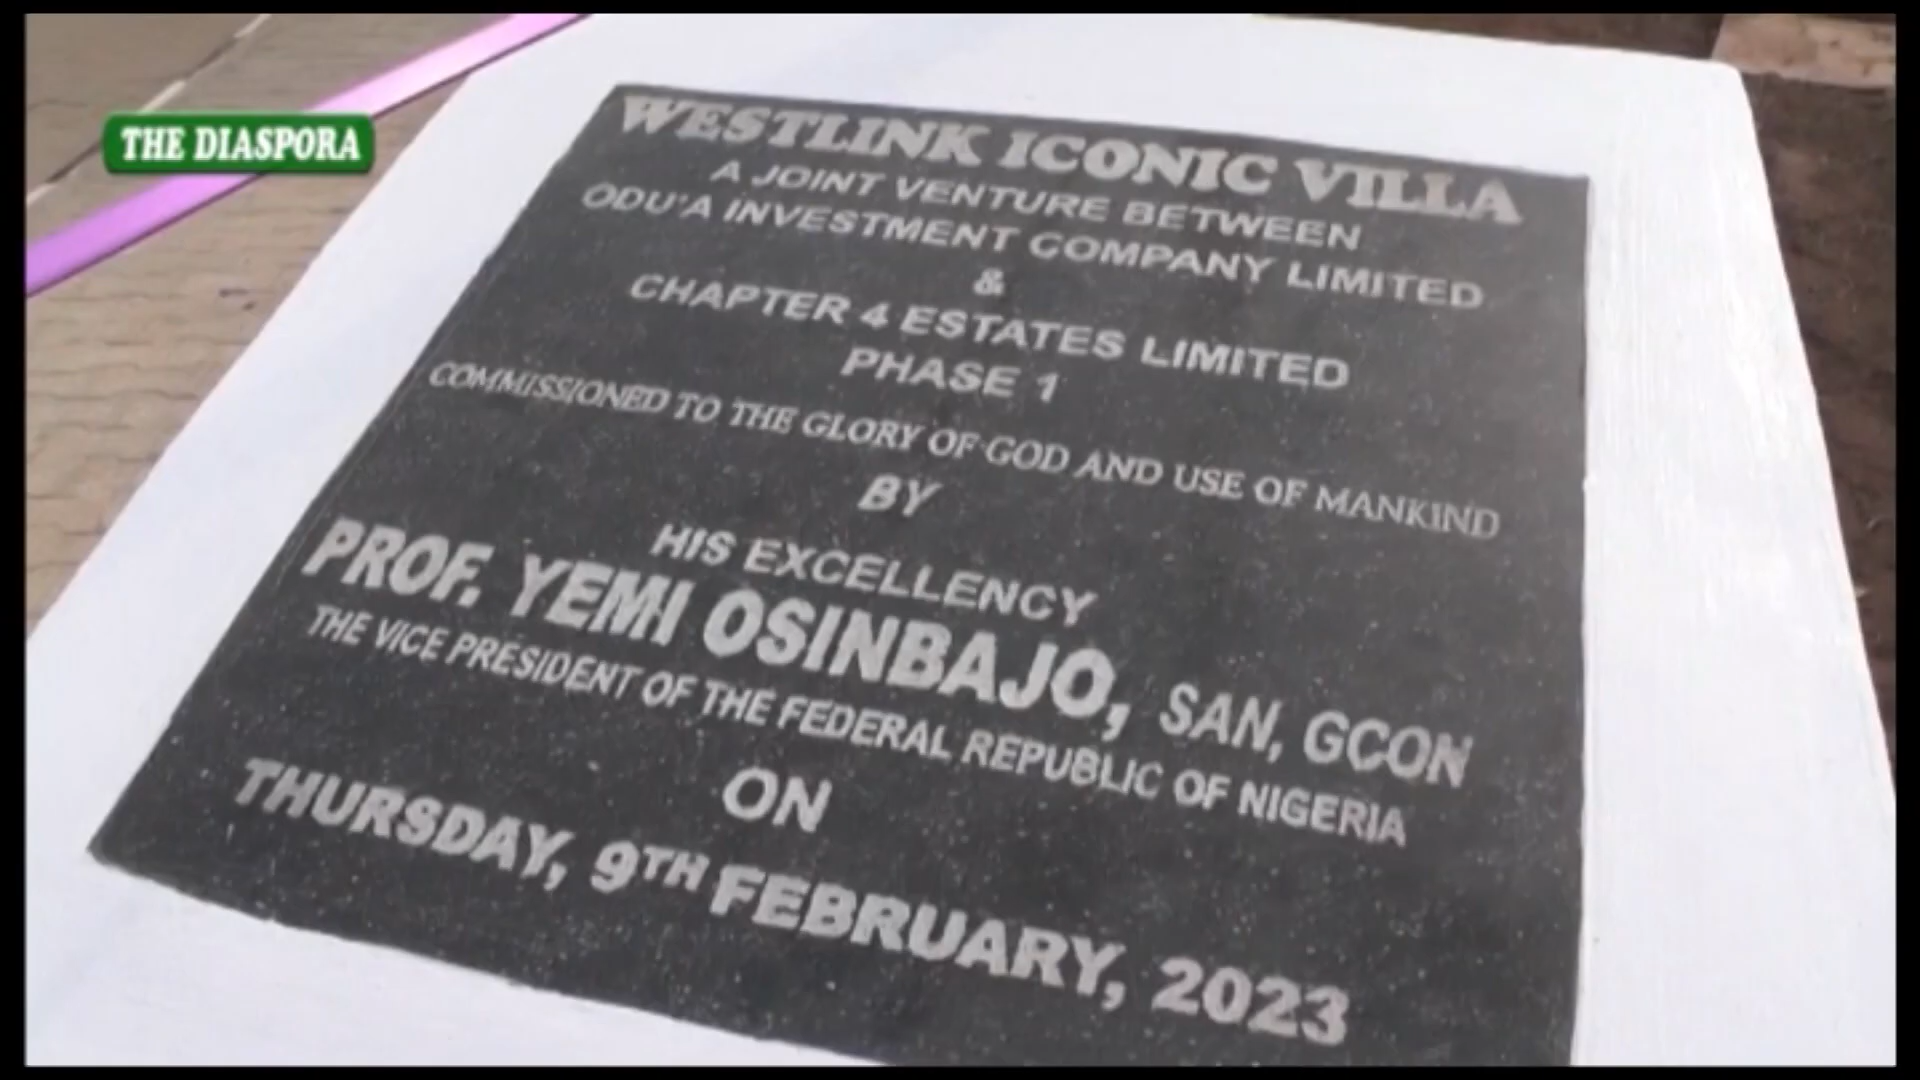 THE DIASPORA
WESTLINK ICONIC VILLA
A JOINT VENTURE BETWEEN
ODU'A INVESTMENT COMPANY LIMITED
&
CHAPTER 4 ESTATES LIMITED
PHASE 1
COMMISSIONED TO THE GLORY OF GOD AND USE OF MANKIND
BY
HIS EXCELLENCY
PROF. YEMI OSINBAJO, SAN, GCON
THE VICE PRESIDENT OF THE FEDERAL REPUBLIC OF NIGERIA
ON
THURSDAY, 9TH FEBRUARY, 2023